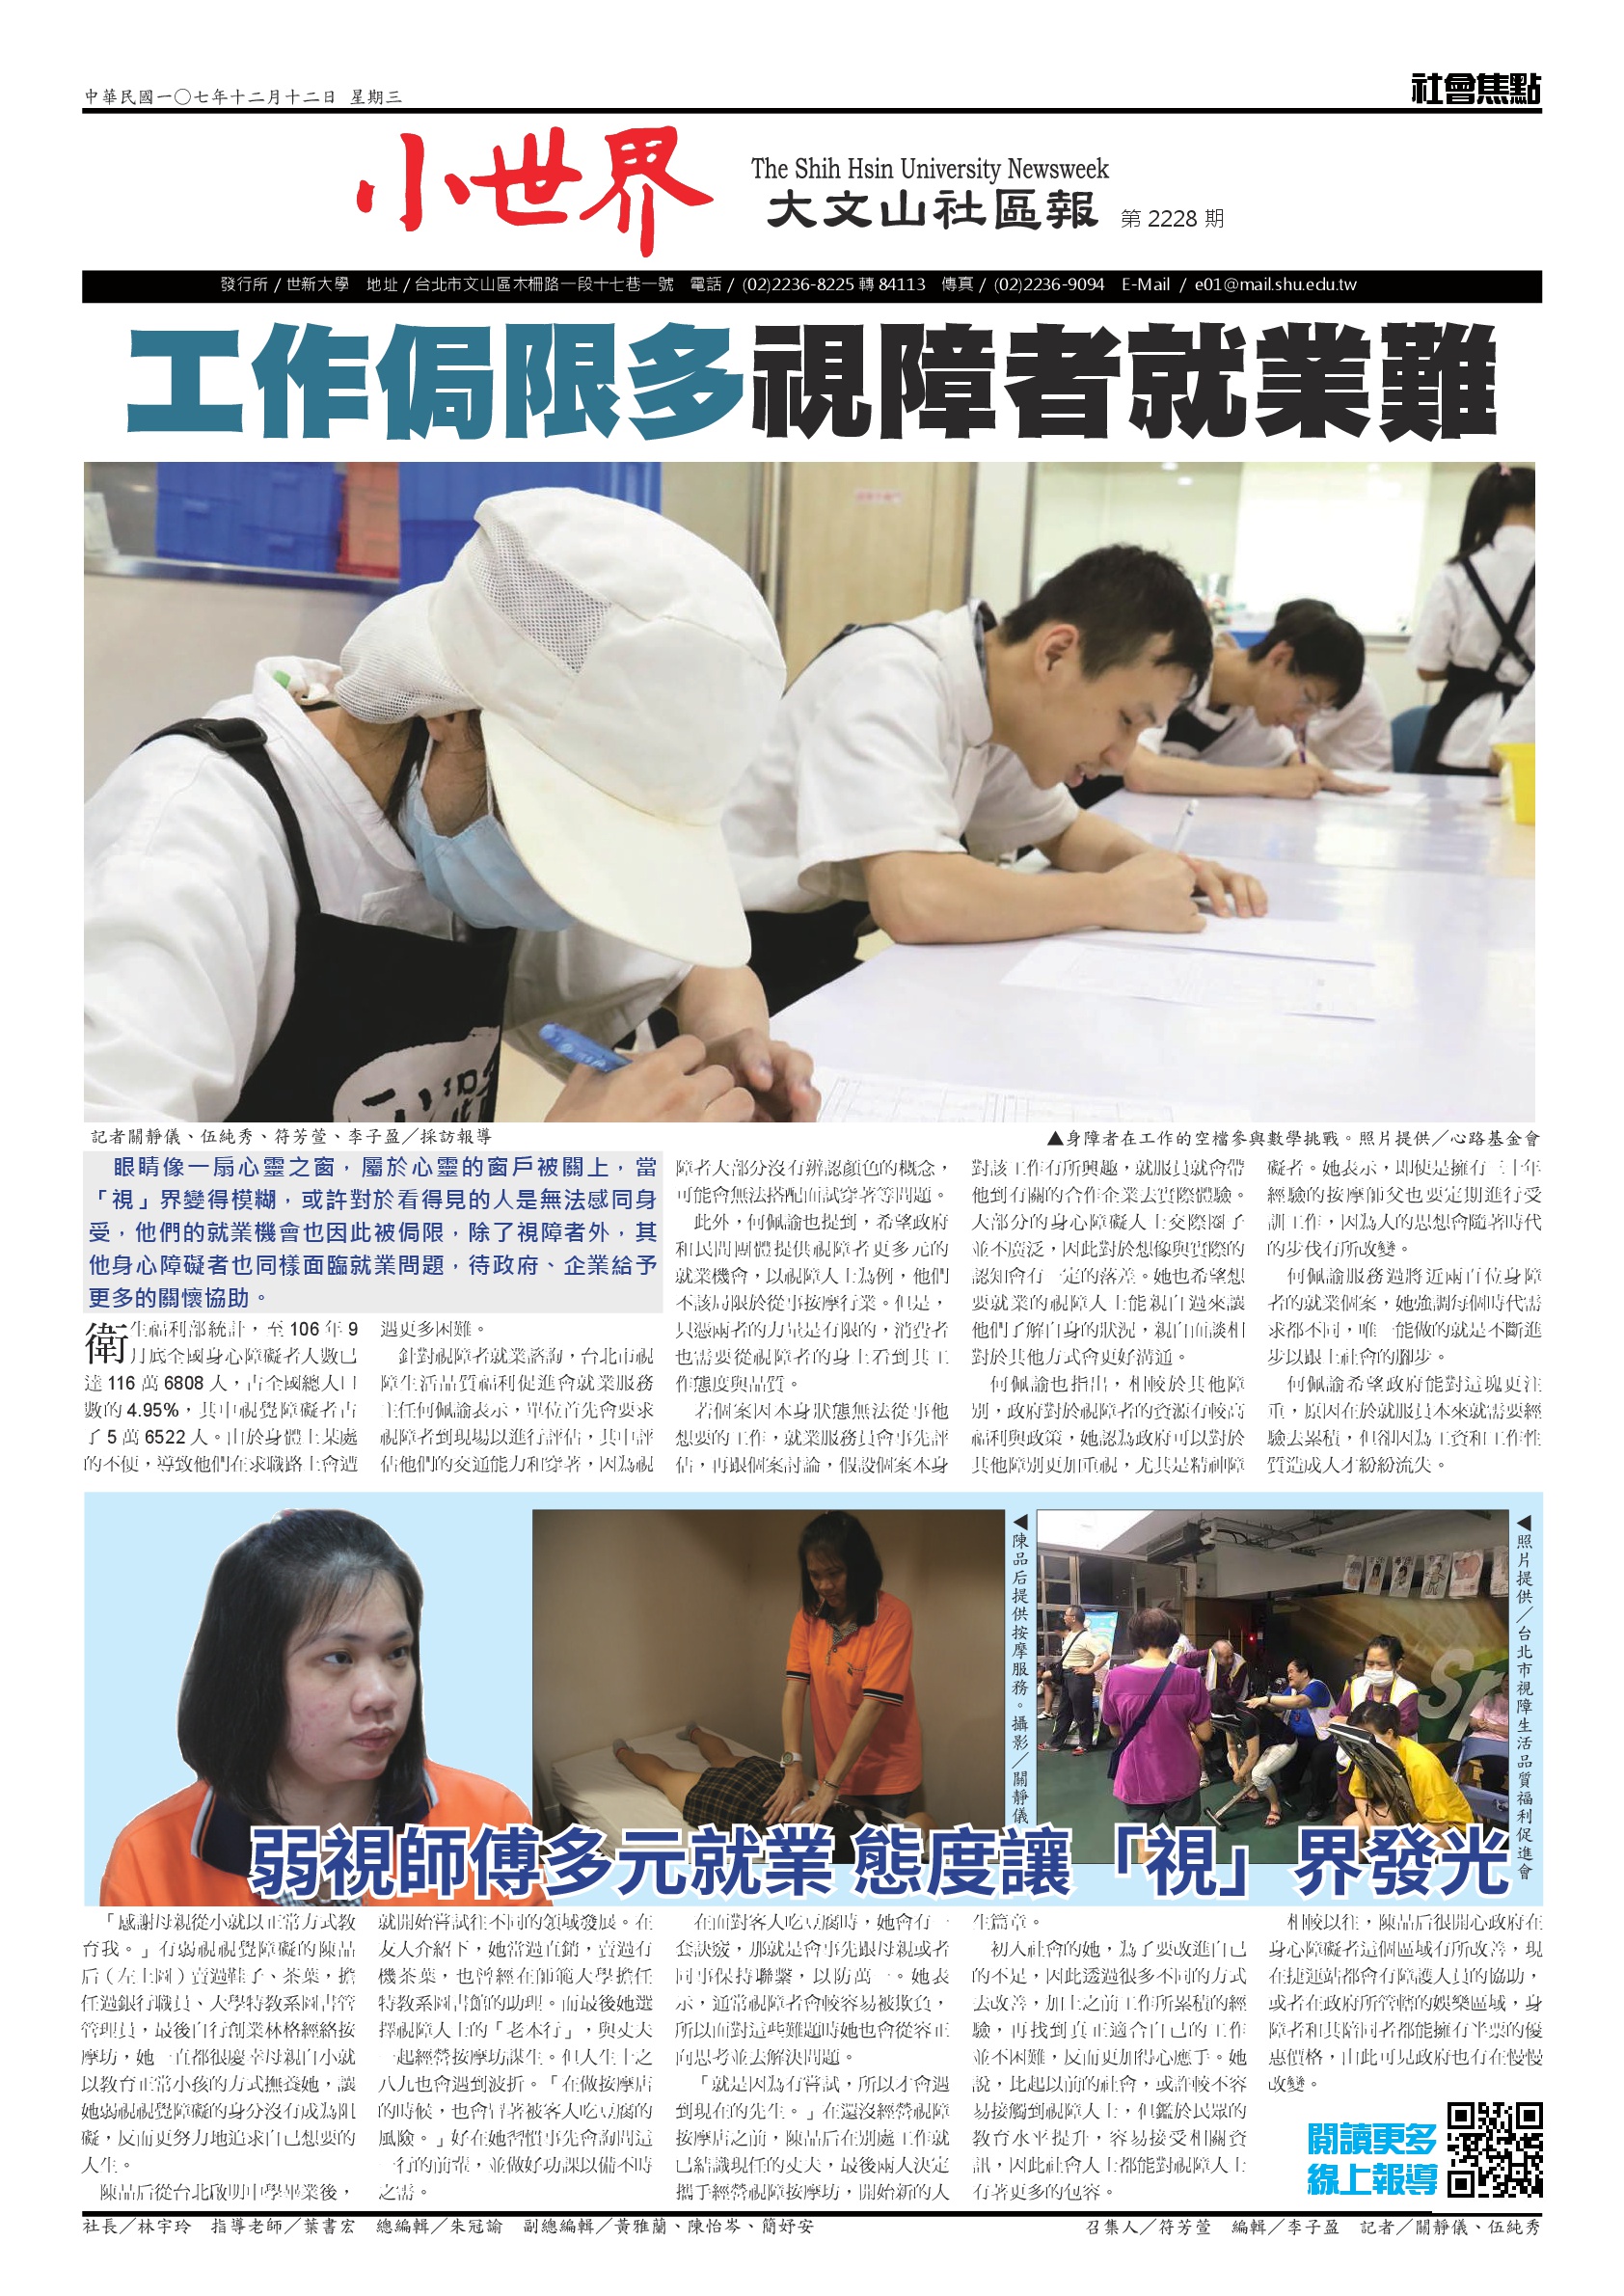 中華民國一〇七年十二月十二日 星期三
社會焦點
小世界
The Shih Hsin University Newsweek
大文山社區報 第 2228 期
發行所 / 世新大學 地址 / 台北市文山區木柵路一段十七巷一號 電話 / (02)2236-8225 轉 84113 傳真 / (02)2236-9094 E-Mail / e01@mail.shu.edu.tw
工作侷限多視障者就業難
記者關靜儀、伍純秀、符芳萱、李子盈／採訪報導
▲身障者在工作的空檔參與數學挑戰。照片提供／心路基金會
眼睛像一扇心靈之窗，屬於心靈的窗戶被關上，當
「視」界變得模糊，或許對於看得見的人是無法感同身
受，他們的就業機會也因此被侷限，除了視障者外，其
他身心障礙者也同樣面臨就業問題，待政府、企業給予
更多的關懷協助。
衛生福利部統計，至 106 年 9
月底全國身心障礙者人數已
達 116 萬 6808 人，占全國總人口
數的 4.95%，其中視覺障礙者占
了 5 萬 6522 人。由於身體上某處
的不便，導致他們在求職路上會遭
遇更多困難。
針對視障者就業諮詢，台北市視
障生活品質福利促進會就業服務
主任何佩諭表示，單位首先會要求
視障者到現場以進行評估，其中評
估他們的交通能力和穿著，因為視
障者大部分沒有辨認顏色的概念，
可能會無法搭配面試穿著等問題。
此外，何佩諭也提到，希望政府
和民間團體提供視障者更多元的
就業機會，以視障人士為例，他們
不該局限於從事按摩行業。但是，
只憑兩者的力量是有限的，消費者
也需要從視障者的身上看到其工
作態度與品質。
若個案因本身狀態無法從事他
想要的工作，就業服務員會事先評
估，再跟個案討論，假設個案本身
對該工作有所興趣，就服員就會帶
他到有關的合作企業去實際體驗。
大部分的身心障礙人士交際圈子
並不廣泛，因此對於想像與實際的
認知會有一定的落差。她也希望想
要就業的視障人士能親自過來讓
他們了解自身的狀況，親自面談相
對於其他方式會更好溝通。
何佩諭也指出，相較於其他障
別，政府對於視障者的資源有較高
福利與政策，她認為政府可以對於
其他障別更加重視，尤其是精神障
礙者。她表示，即使是擁有三十年
經驗的按摩師父也要定期進行受
訓工作，因為人的思想會隨著時代
的步伐有所改變。
何佩諭服務過將近兩百位身障
者的就業個案，她強調每個時代需
求都不同，唯一能做的就是不斷進
步以跟上社會的腳步。
何佩諭希望政府能對這塊更注
重，原因在於就服員本來就需要經
驗去累積，但卻因為工資和工作性
質造成人才紛紛流失。
◀陳品后提供按摩服務。攝影／關靜儀
◀照片提供／台北市視障生活品質福利促進會
弱視師傅多元就業 態度讓「視」界發光
「感謝母親從小就以正常方式教
育我。」有弱視視覺障礙的陳品
后（左上圖）賣過鞋子、茶葉，擔
任過銀行職員、大學特教系圖書管
管理員，最後自行創業林格經絡按
摩坊，她一直都很慶幸母親自小就
以教育正常小孩的方式撫養她，讓
她弱視視覺障礙的身分沒有成為阻
礙，反而更努力地追求自己想要的
人生。
陳品后從台北啟明中學畢業後，
就開始嘗試往不同的領域發展。在
友人介紹下，她當過直銷，賣過有
機茶葉，也曾經在師範大學擔任
特教系圖書館的助理。而最後她選
擇視障人士的「老本行」，與丈夫
一起經營按摩坊謀生。但人生十之
八九也會遇到波折。「在做按摩店
的時候，也會冒著被客人吃豆腐的
風險。」好在她習慣事先會詢問這
一行的前輩，並做好功課以備不時
之需。
在面對客人吃豆腐時，她會有一
套訣竅，那就是會事先跟母親或者
同事保持聯繫，以防萬一。她表
示，通常視障者會較容易被欺負，
所以面對這些難題時她也會從容正
向思考並去解決問題。
「就是因為有嘗試，所以才會遇
到現在的先生。」在還沒經營視障
按摩店之前，陳品后在別處工作就
已結識現任的丈夫，最後兩人決定
攜手經營視障按摩坊，開始新的人
生篇章。
初入社會的她，為了要改進自己
的不足，因此透過很多不同的方式
去改善，加上之前工作所累積的經
驗，再找到真正適合自己的工作
並不困難，反而更加得心應手。她
說，比起以前的社會，或許較不容
易接觸到視障人士，但鑑於民眾的
教育水平提升，容易接受相關資
訊，因此社會人士都能對視障人士
有著更多的包容。
相較以往，陳品后很開心政府在
身心障礙者這個區域有所改善，現
在捷運站都會有障護人員的協助，
或者在政府所管轄的娛樂區域，身
障者和其陪同者都能擁有半票的優
惠價格，由此可見政府也有在慢慢
改變。
閱讀更多
線上報導
社長／林宇玲 指導老師／葉書宏 總編輯／朱冠諭 副總編輯／黃雅蘭、陳怡岑、簡妤安
召集人／符芳萱 編輯／李子盈 記者／關靜儀、伍純秀